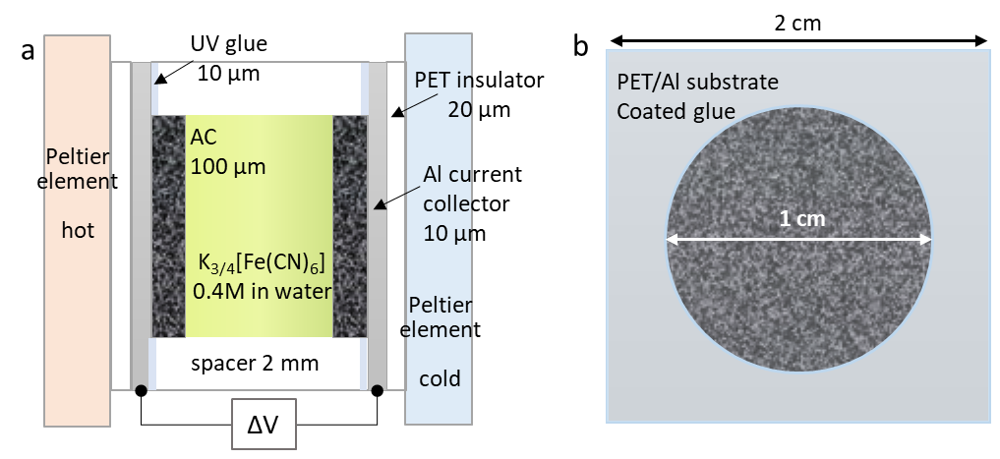 a
UV glue
10 µm
PET insulator
20 µm
AC
100 µm
Peltier
element
hot
Al current
collector
10 µm
K3/4[Fe(CN)6]
0.4M in water
Peltier
element
cold
spacer 2 mm
ΔV
b
2 cm
PET/Al substrate
Coated glue
1 cm